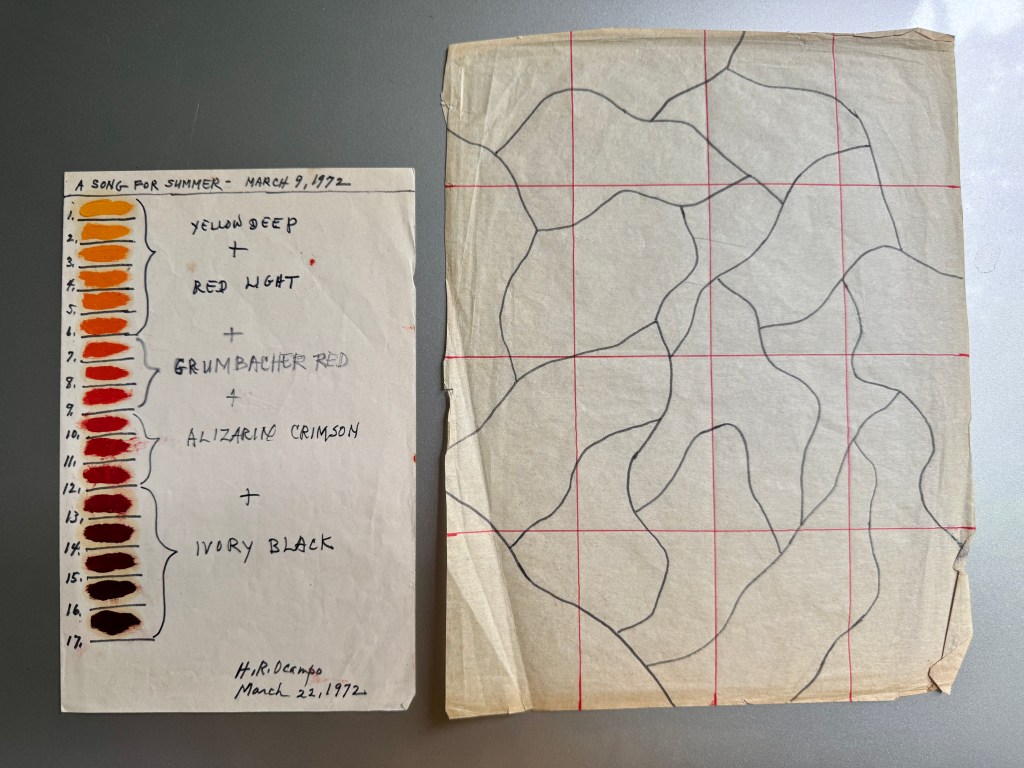 A SONG FOR SUMMER - MARCH 9, 1972
1.
2.
3.
4.
5.
6.
7.
8.
9.
10.
11.
12.
13.
14.
15.
16.
17.
YELLOW DEEP
+
RED LIGHT
+
GRUMBACHER RED
+
ALIZARIN CRIMSON
+
IVORY BLACK
H.R. Ocampo
March 22, 1972